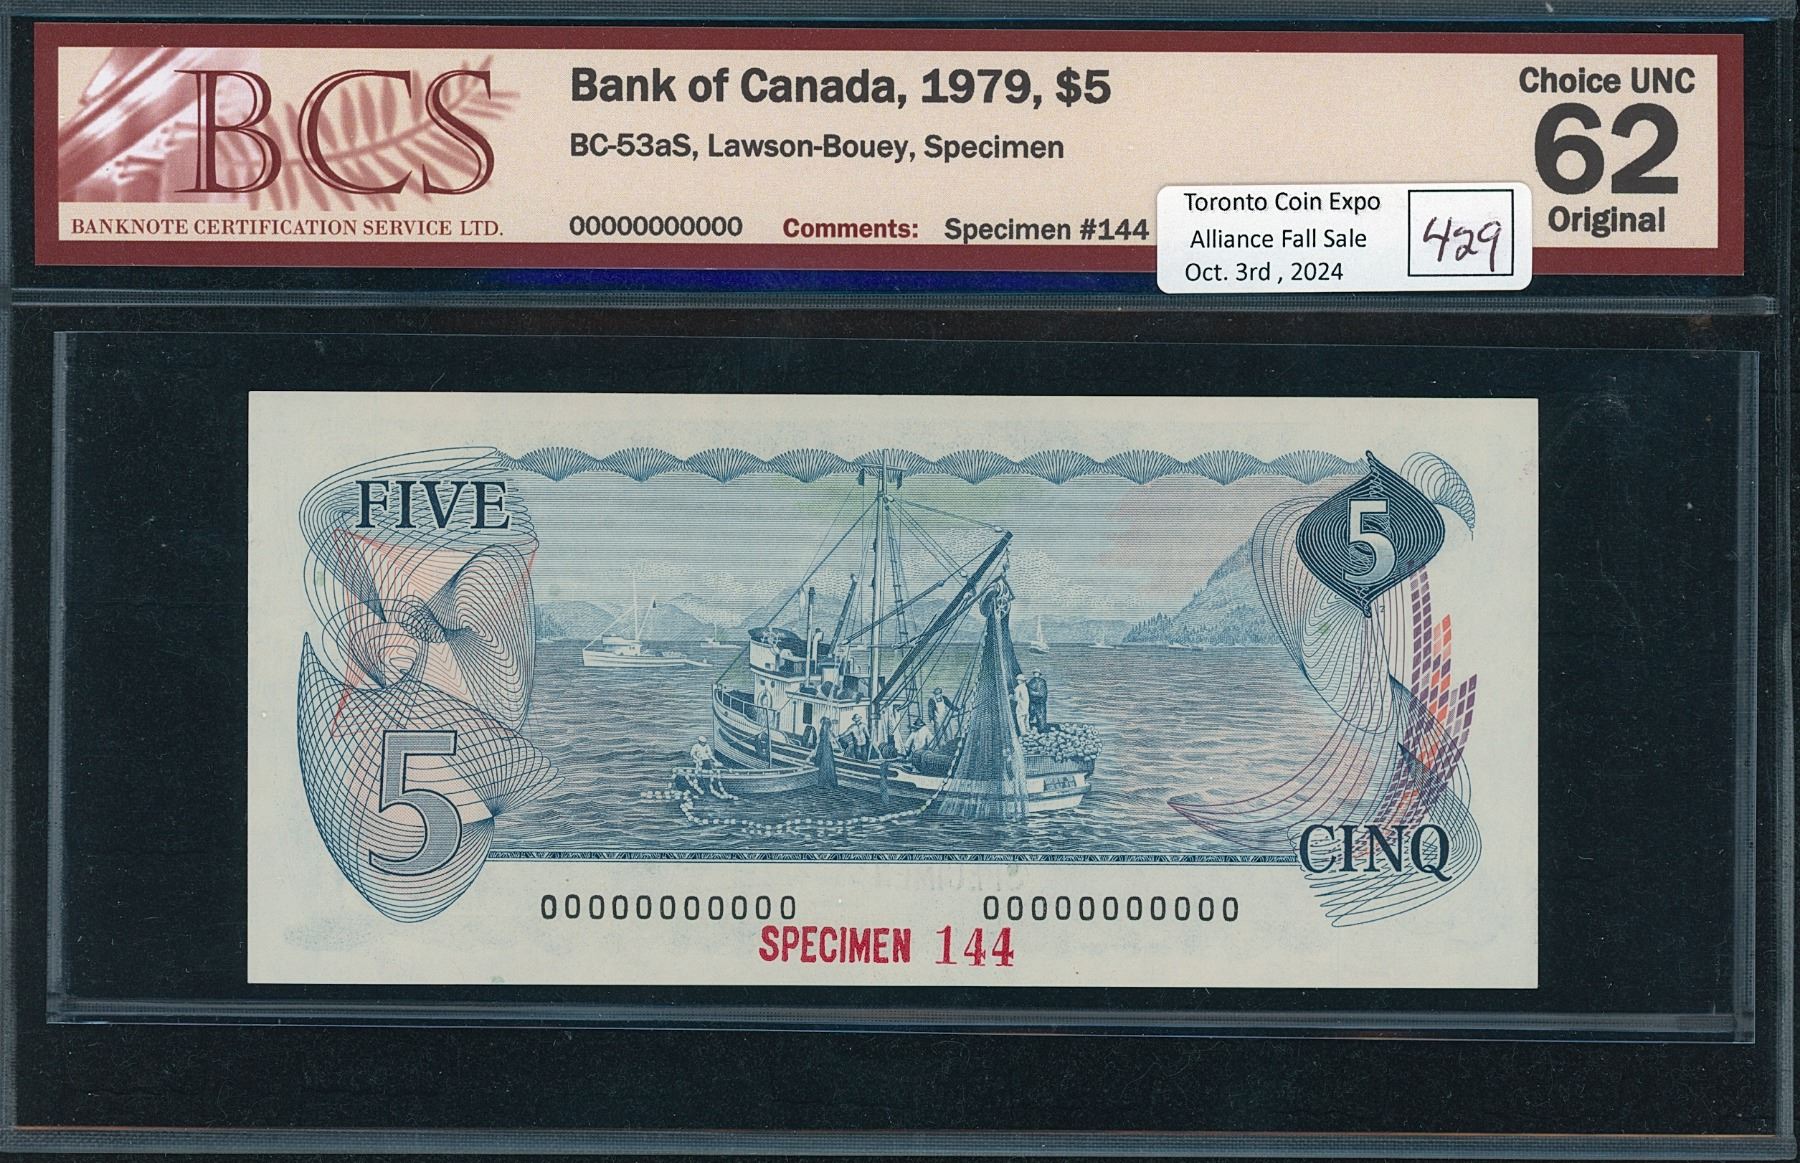 BCS
BANKNOTE CERTIFICATION SERVICE LTD.
Bank of Canada, 1979, $5
BC-53aS, Lawson-Bouey, Specimen
00000000000 Comments: Specimen #144
Choice UNC
62
Original
Toronto Coin Expo
Alliance Fall Sale
Oct. 3rd , 2024
429
FIVE
5
5
CINQ
00000000000 00000000000
SPECIMEN 144